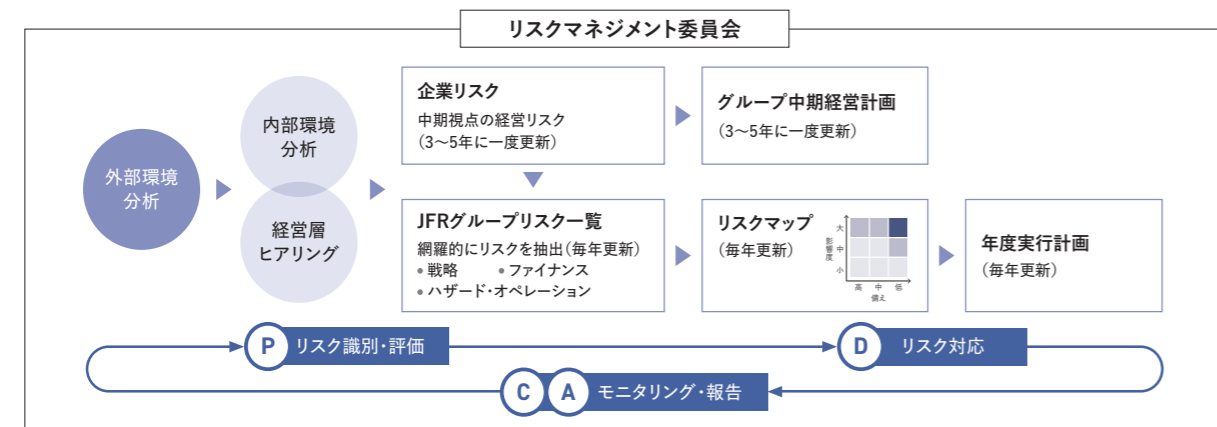 リスクマネジメント委員会
外部環境
分析
内部環境
分析
経営層
ヒアリング
企業リスク
中期視点の経営リスク
(3〜5年に一度更新)
グループ中期経営計画
(3〜5年に一度更新)
JFRグループリスク一覧
網羅的にリスクを抽出(毎年更新)
● 戦略 ● ファイナンス
● ハザード・オペレーション
リスクマップ
(毎年更新)
影響度
大
中
小
高 中 低
備え
年度実行計画
(毎年更新)
P リスク識別・評価
D リスク対応
C A モニタリング・報告